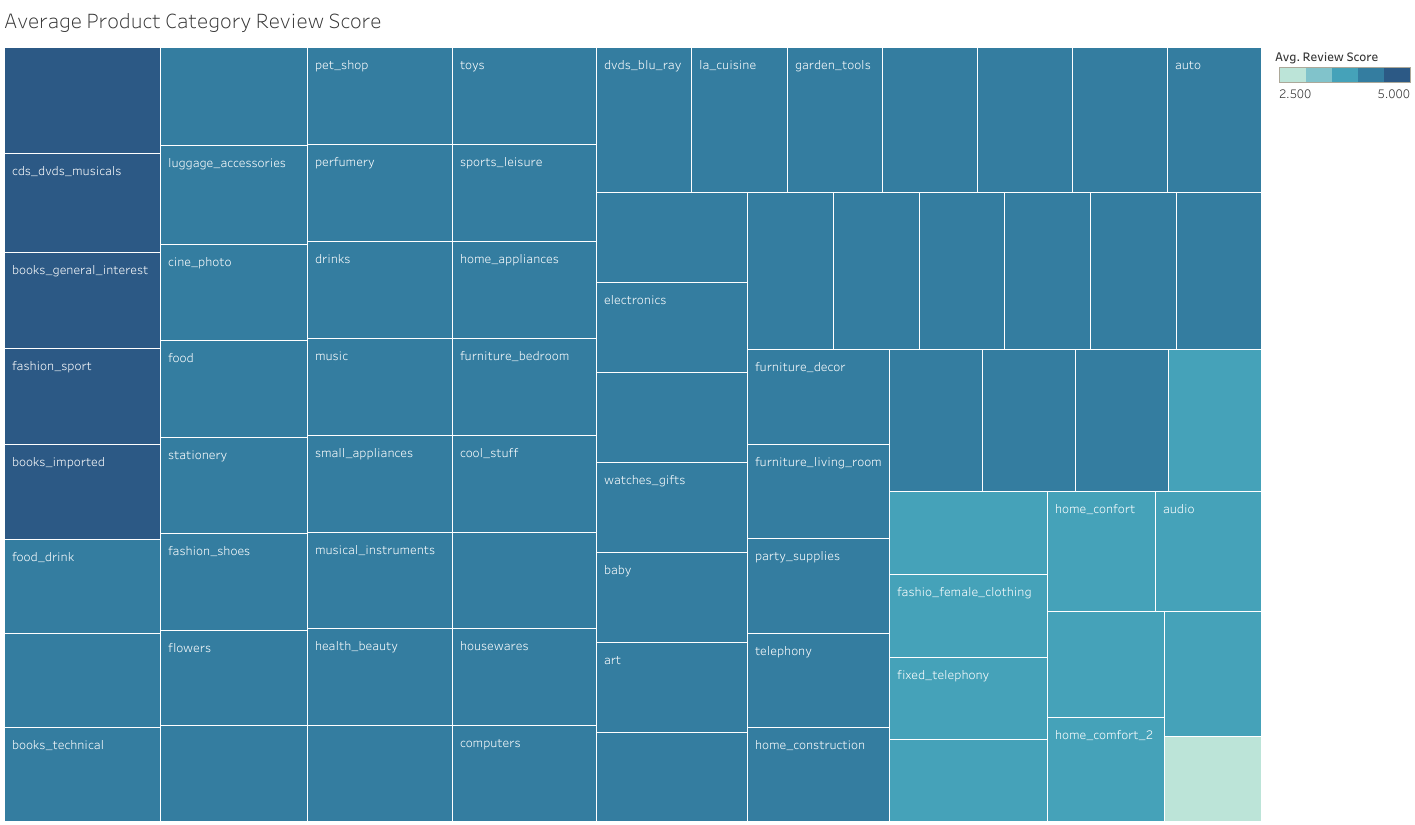 Average Product Category Review Score
Avg. Review Score
2.500 5.000
cds_dvds_musicals
books_general_interest
fashion_sport
books_imported
food_drink
books_technical
luggage_accessories
cine_photo
food
stationery
fashion_shoes
flowers
pet_shop
perfumery
drinks
music
small_appliances
musical_instruments
health_beauty
toys
sports_leisure
home_appliances
furniture_bedroom
cool_stuff
housewares
computers
dvds_blu_ray
la_cuisine
garden_tools
auto
electronics
watches_gifts
baby
art
furniture_decor
furniture_living_room
party_supplies
telephony
home_construction
fashio_female_clothing
fixed_telephony
home_confort
audio
home_comfort_2